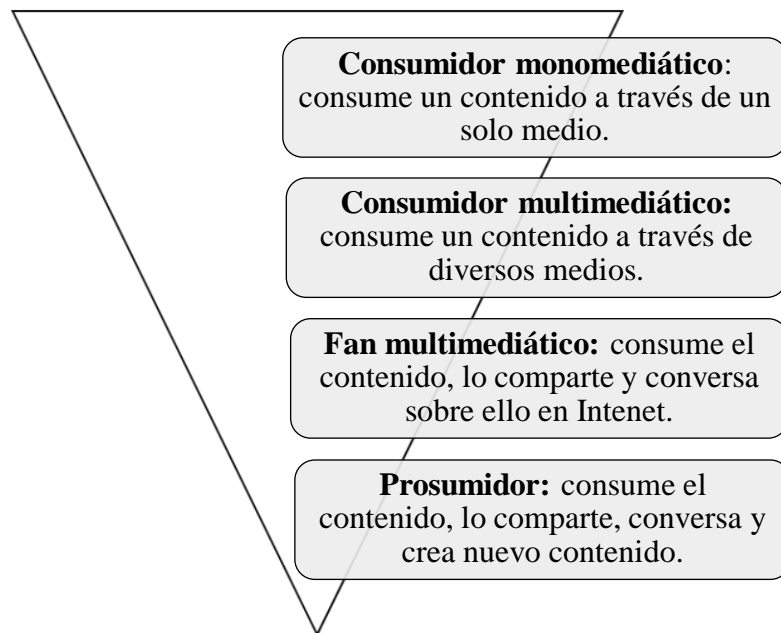 Consumidor monomediático:
consume un contenido a través de un
solo medio.
Consumidor multimediático:
consume un contenido a través de
diversos medios.
Fan multimediático: consume el
contenido, lo comparte y conversa
sobre ello en Intenet.
Prosumidor: consume el
contenido, lo comparte, conversa y
crea nuevo contenido.